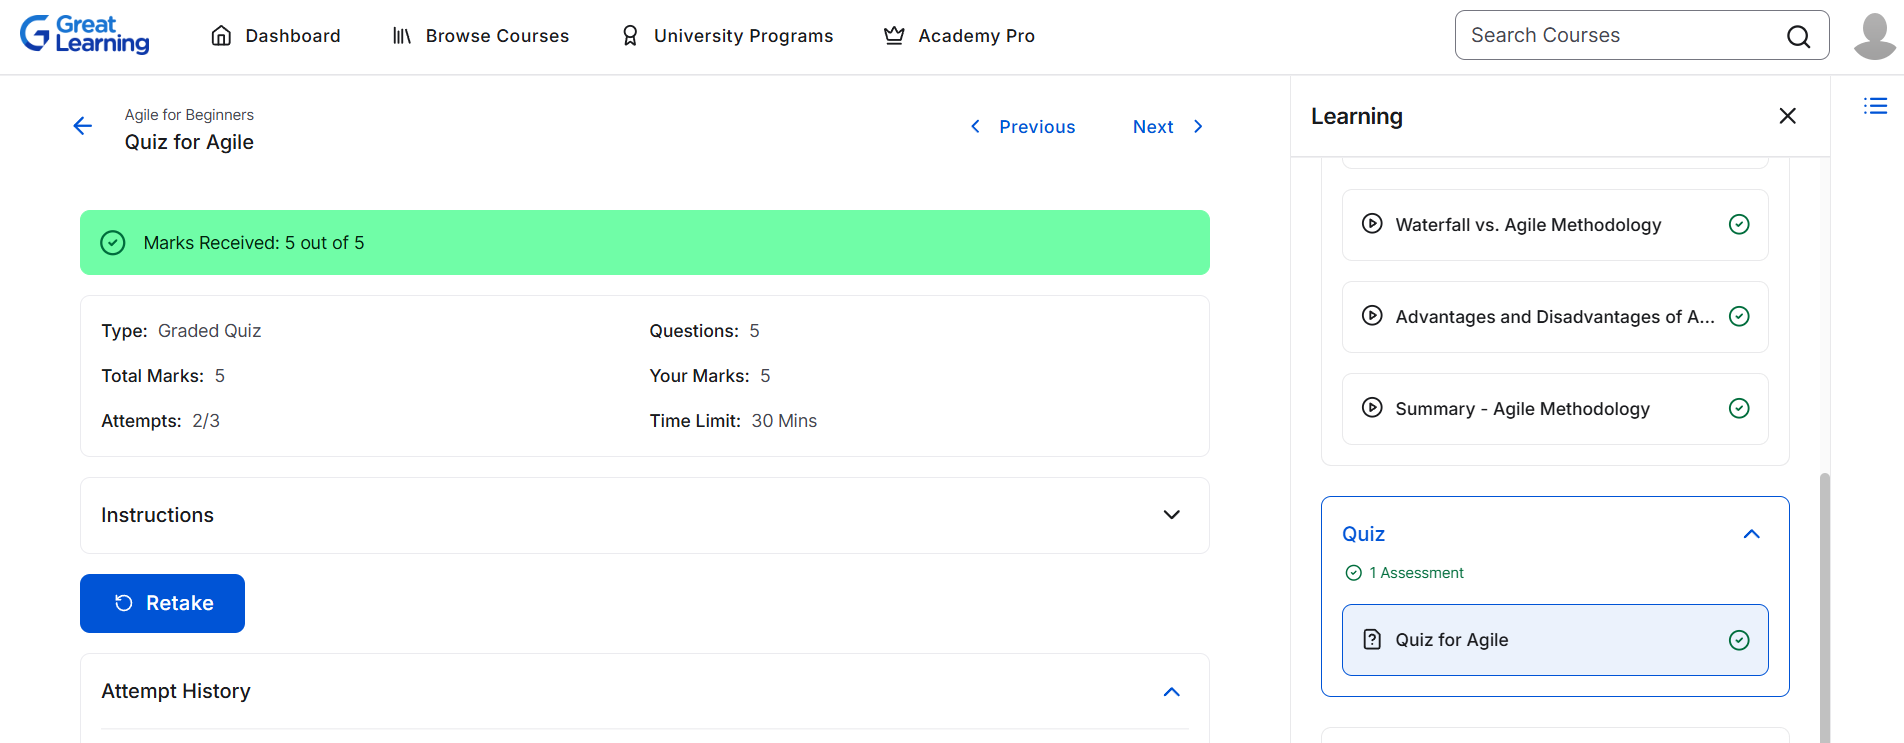 Great
Learning
Dashboard
Browse Courses
University Programs
Academy Pro
Search Courses
Agile for Beginners
Quiz for Agile
Previous
Next
Marks Received: 5 out of 5
Type: Graded Quiz
Questions: 5
Total Marks: 5
Your Marks: 5
Attempts: 2/3
Time Limit: 30 Mins
Instructions
Retake
Attempt History
Learning
Waterfall vs. Agile Methodology
Advantages and Disadvantages of A...
Summary - Agile Methodology
Quiz
1 Assessment
Quiz for Agile